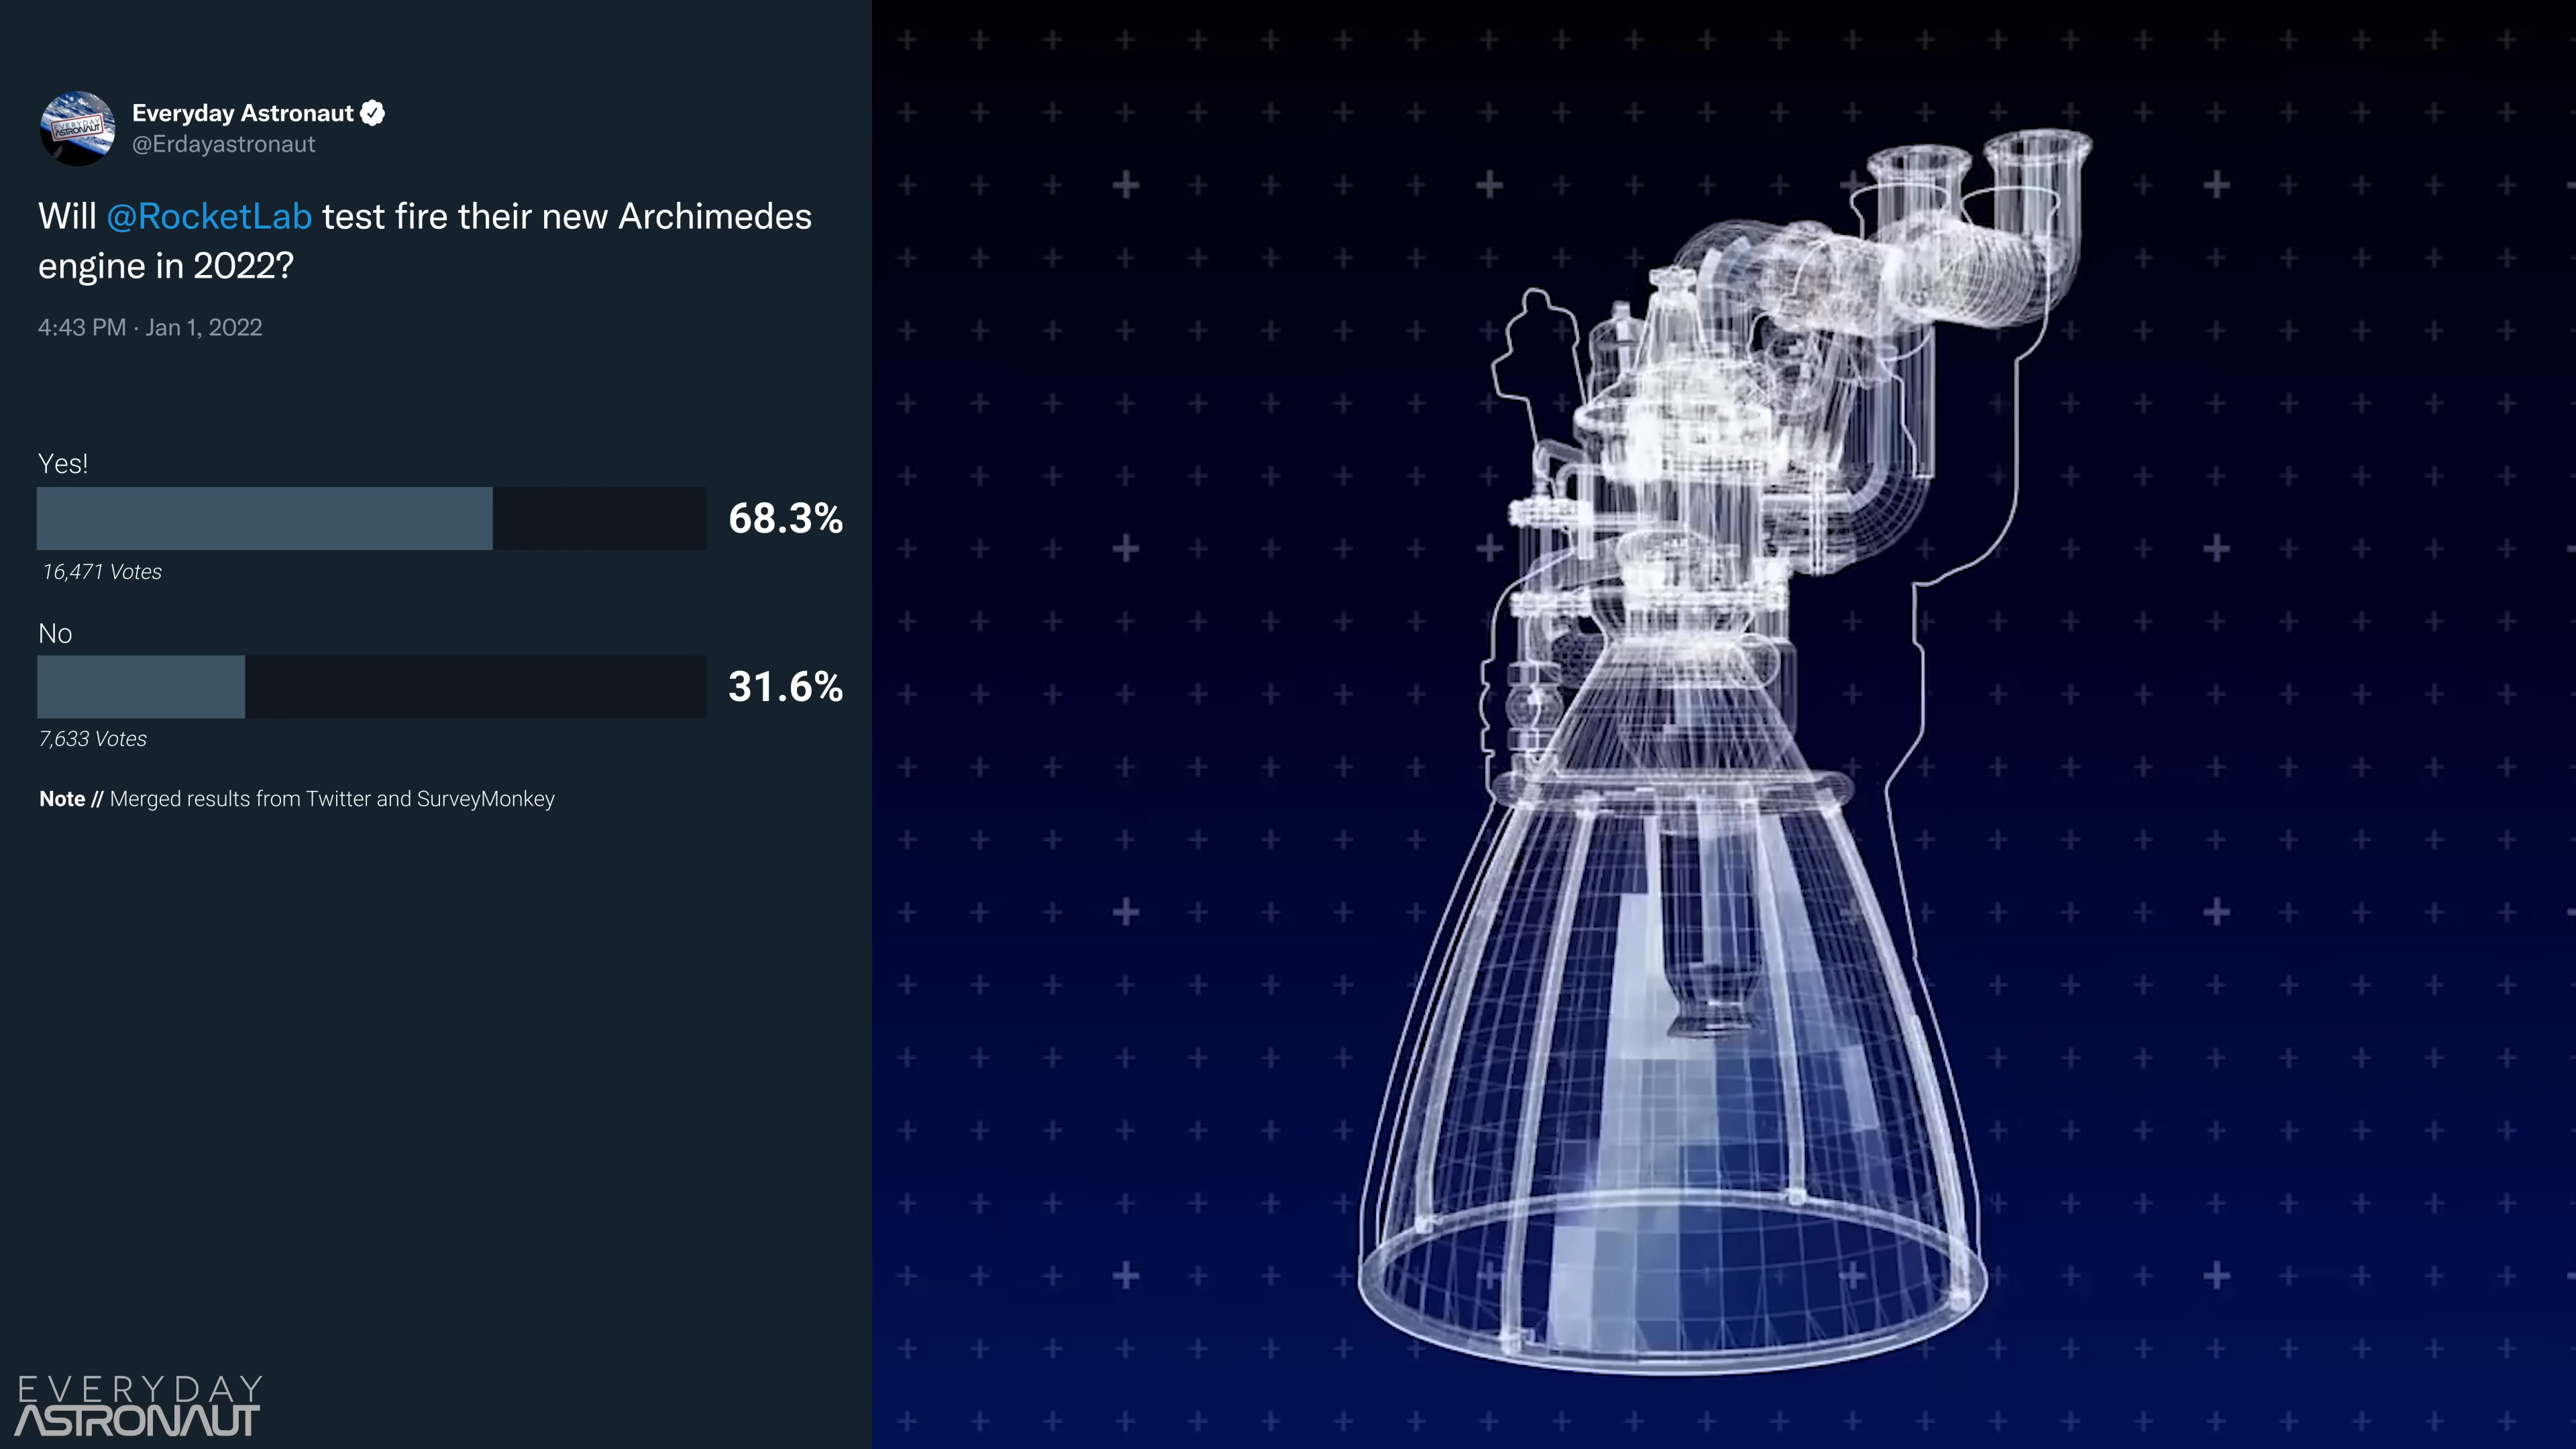 Everyday Astronaut
@Erdayastronaut
Will @RocketLab test fire their new Archimedes
engine in 2022?
4:43 PM · Jan 1, 2022
Yes!
68.3%
16,471 Votes
No
31.6%
7,633 Votes
Note // Merged results from Twitter and SurveyMonkey
EVERYDAY
ASTRONAUT
EVERYDAY
ASTRONAUT